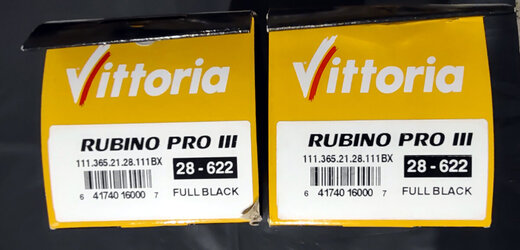 Vittoria
RUBINO PRO III
111.365.21.28.111BX
28-622
6 41740 16000 7
FULL BLACK
Vittoria
RUBINO PRO III
111.365.21.28.111BX
28-622
6 41740 16000 7
FULL BLACK